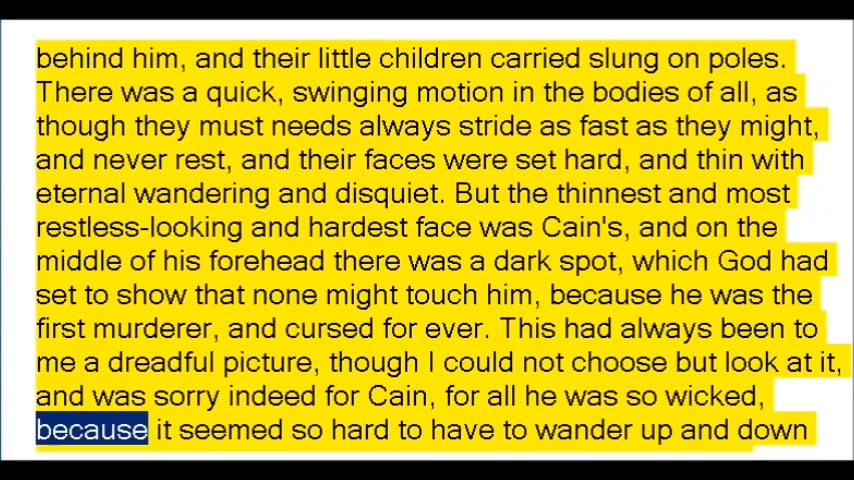 behind him, and their little children carried slung on poles.
There was a quick, swinging motion in the bodies of all, as
though they must needs always stride as fast as they might,
and never rest, and their faces were set hard, and thin with
eternal wandering and disquiet. But the thinnest and most
restless-looking and hardest face was Cain's, and on the
middle of his forehead there was a dark spot, which God had
set to show that none might touch him, because he was the
first murderer, and cursed for ever. This had always been to
me a dreadful picture, though I could not choose but look at it,
and was sorry indeed for Cain, for all he was so wicked,
because it seemed so hard to have to wander up and down